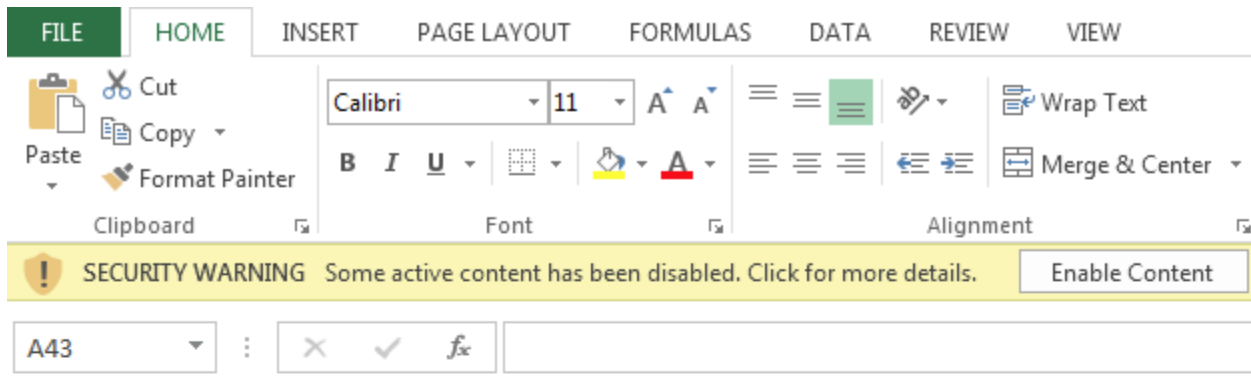 FILE HOME INSERT PAGE LAYOUT FORMULAS DATA REVIEW VIEW
Cut
Copy
Paste
Format Painter
Clipboard
Calibri 11 A A
B I U A
Font
Wrap Text
Merge & Center
Alignment
! SECURITY WARNING Some active content has been disabled. Click for more details. Enable Content
A43 fx